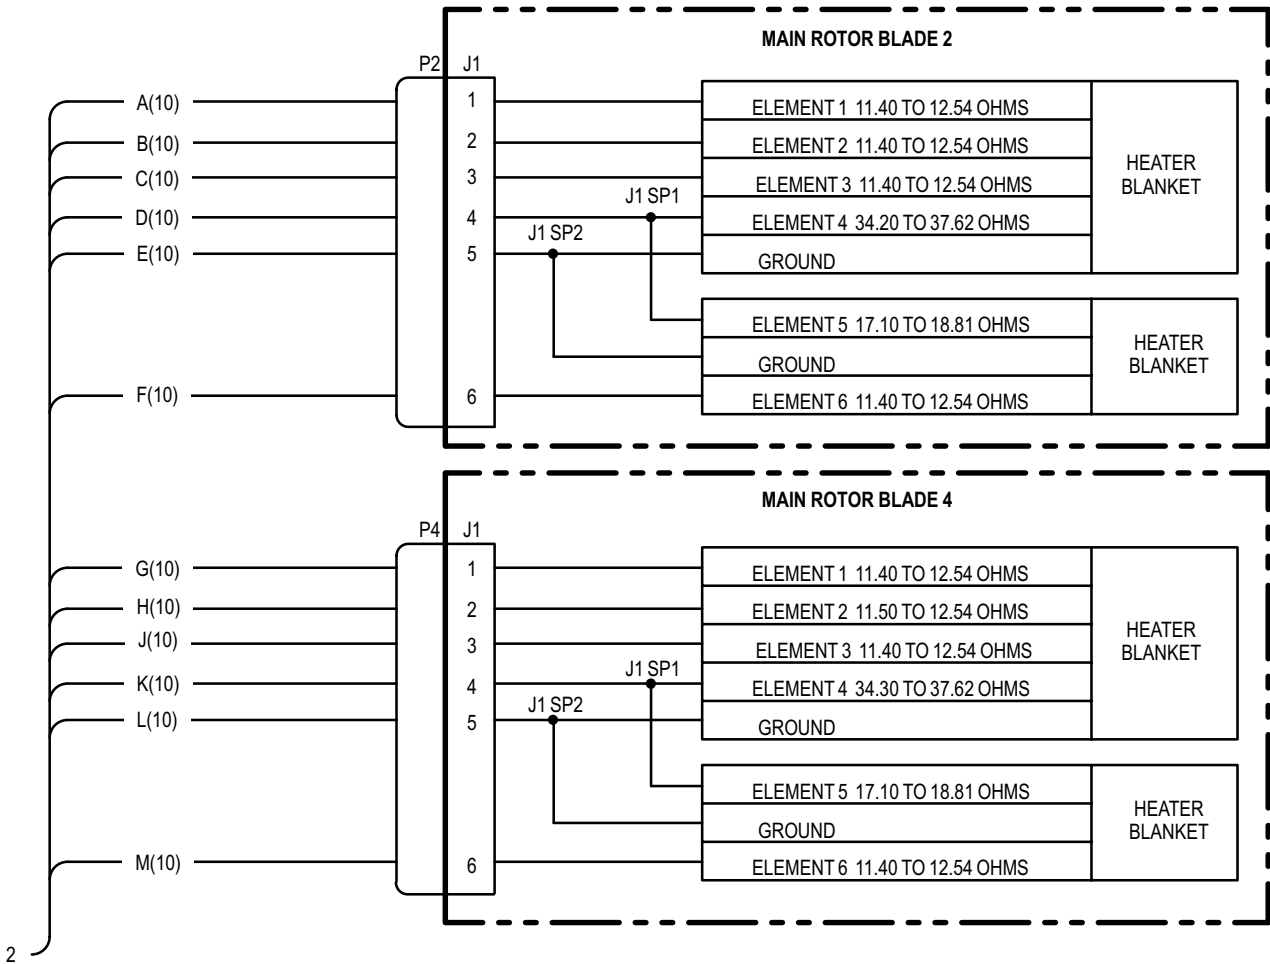 MAIN ROTOR BLADE 2
P2 J1
A(10) 1 ELEMENT 1 11.40 TO 12.54 OHMS
B(10) 2 ELEMENT 2 11.40 TO 12.54 OHMS
HEATER
BLANKET
C(10) 3 ELEMENT 3 11.40 TO 12.54 OHMS
J1 SP1
D(10) 4 ELEMENT 4 34.20 TO 37.62 OHMS
J1 SP2
E(10) 5 GROUND
ELEMENT 5 17.10 TO 18.81 OHMS
HEATER
BLANKET
GROUND
F(10) 6 ELEMENT 6 11.40 TO 12.54 OHMS
MAIN ROTOR BLADE 4
P4 J1
G(10) 1 ELEMENT 1 11.40 TO 12.54 OHMS
H(10) 2 ELEMENT 2 11.50 TO 12.54 OHMS
HEATER
BLANKET
J(10) 3 ELEMENT 3 11.40 TO 12.54 OHMS
J1 SP1
K(10) 4 ELEMENT 4 34.30 TO 37.62 OHMS
J1 SP2
L(10) 5 GROUND
ELEMENT 5 17.10 TO 18.81 OHMS
HEATER
BLANKET
GROUND
M(10) 6 ELEMENT 6 11.40 TO 12.54 OHMS
2